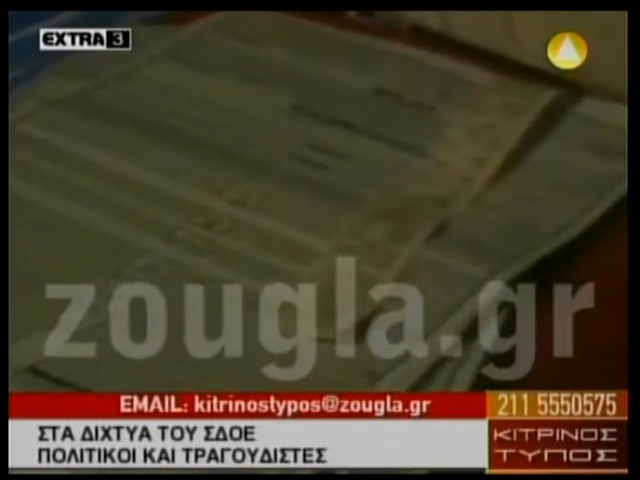 EXTRA 3
zougla.gr
EMAIL: kitrinostypos@zougla.gr
211 5550575
ΣΤΑ ΔΙΧΤΥΑ ΤΟΥ ΣΔΟΕ
ΠΟΛΙΤΙΚΟΙ ΚΑΙ ΤΡΑΓΟΥΔΙΣΤΕΣ
ΚΙΤΡΙΝΟΣ
ΤΥΠΟΣ